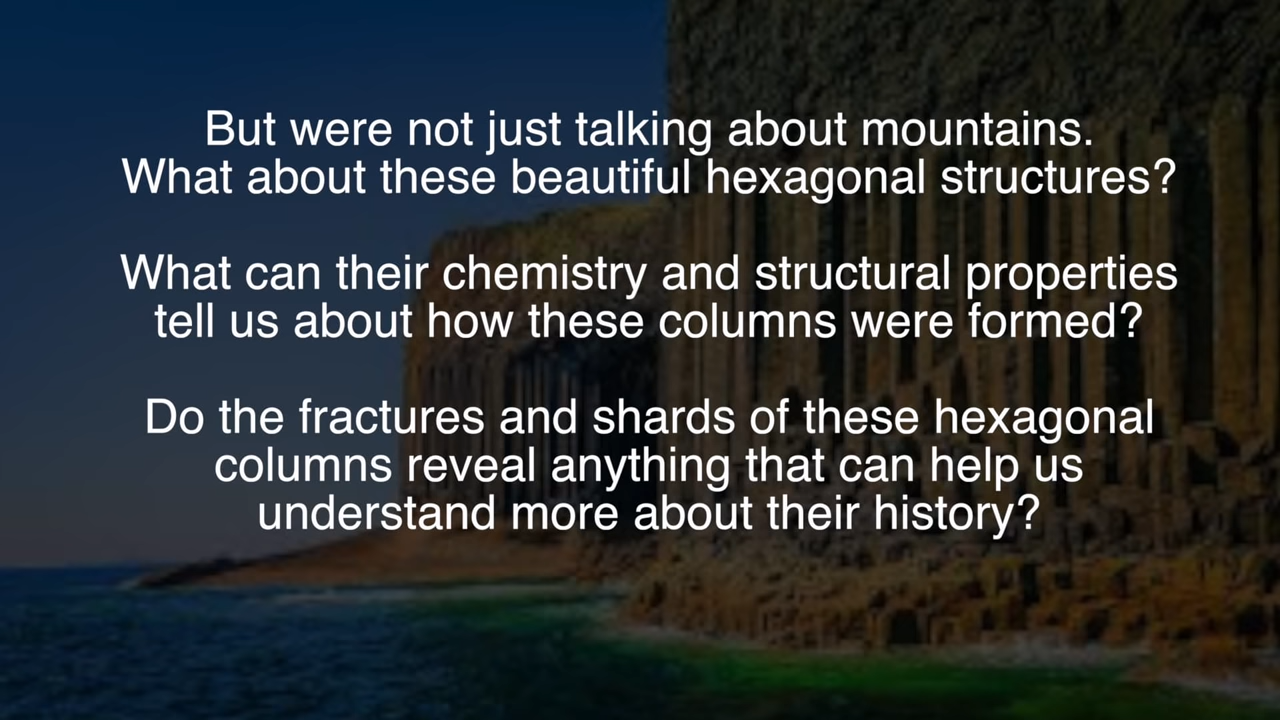 But were not just talking about mountains.
What about these beautiful hexagonal structures?
What can their chemistry and structural properties
tell us about how these columns were formed?
Do the fractures and shards of these hexagonal
columns reveal anything that can help us
understand more about their history?